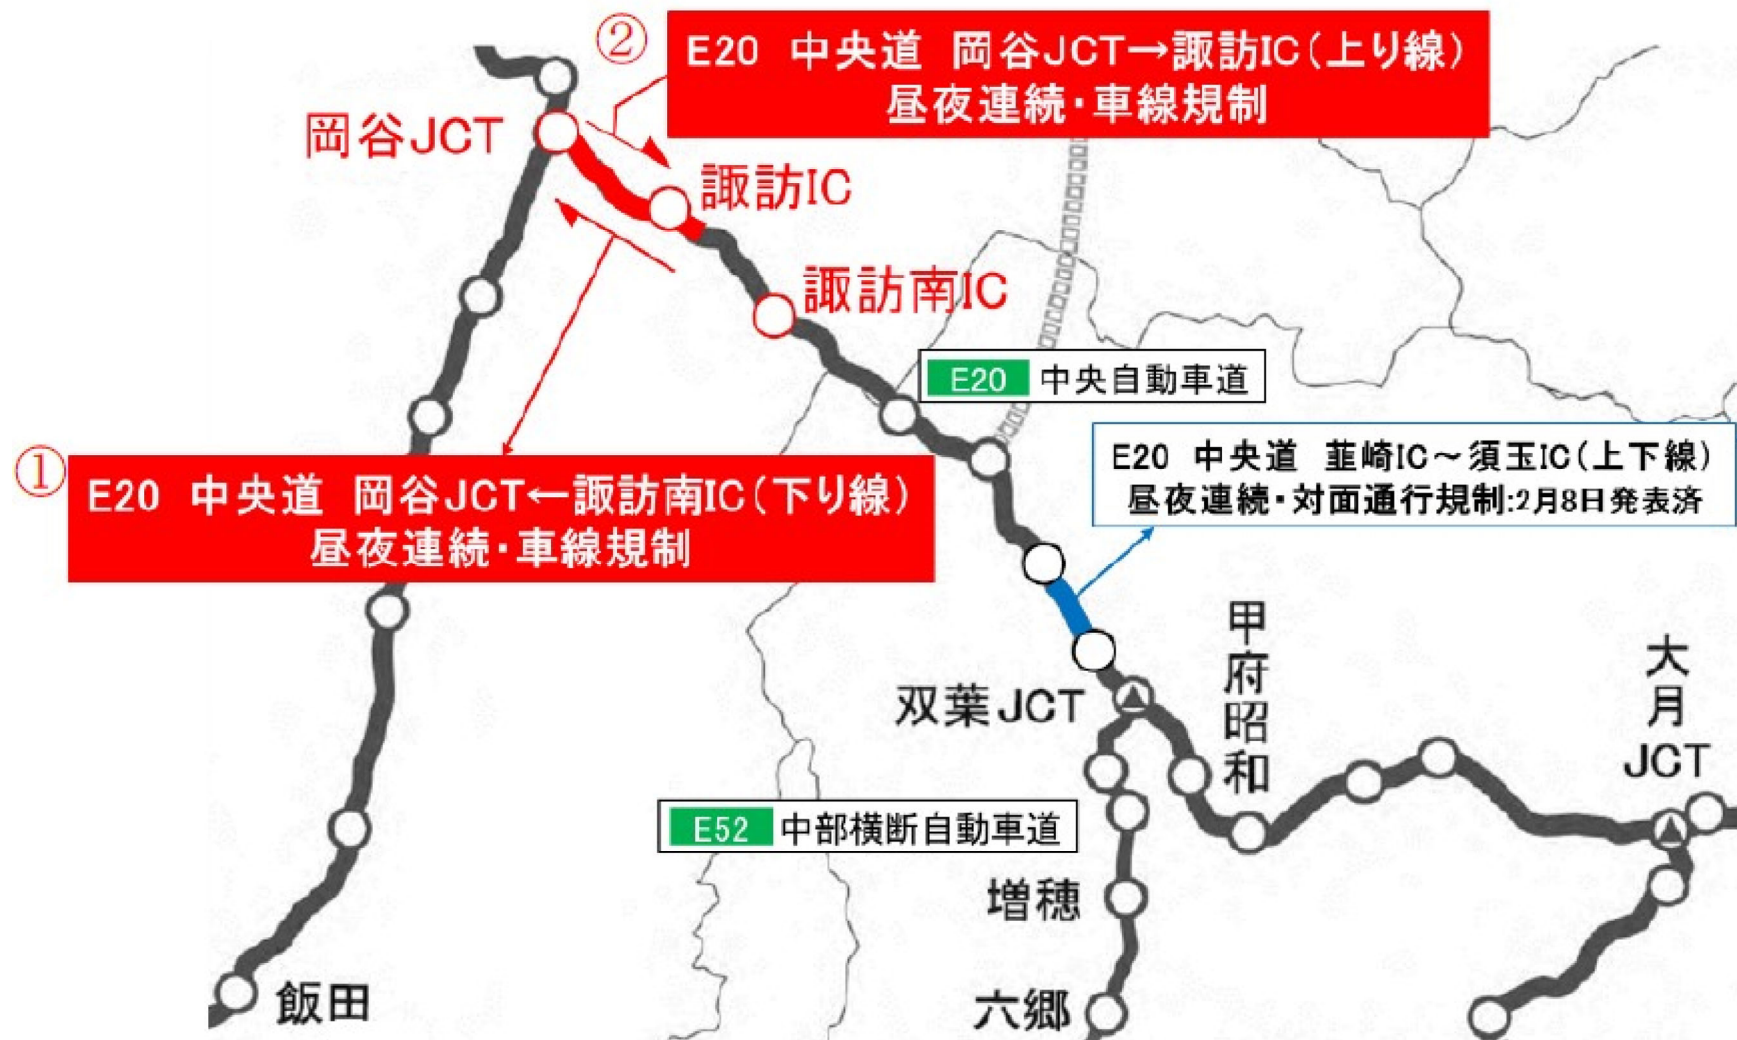 ②
E20 中央道 岡谷JCT→諏訪IC(上り線)
昼夜連続・車線規制
岡谷JCT
諏訪IC
諏訪南IC
E20 中央自動車道
①
E20 中央道 岡谷JCT←諏訪南IC(下り線)
昼夜連続・車線規制
E20 中央道 韮崎IC～須玉IC(上下線)
昼夜連続・対面通行規制:2月8日発表済
双葉JCT
甲府昭和
大月JCT
E52 中部横断自動車道
増穂
六郷
飯田